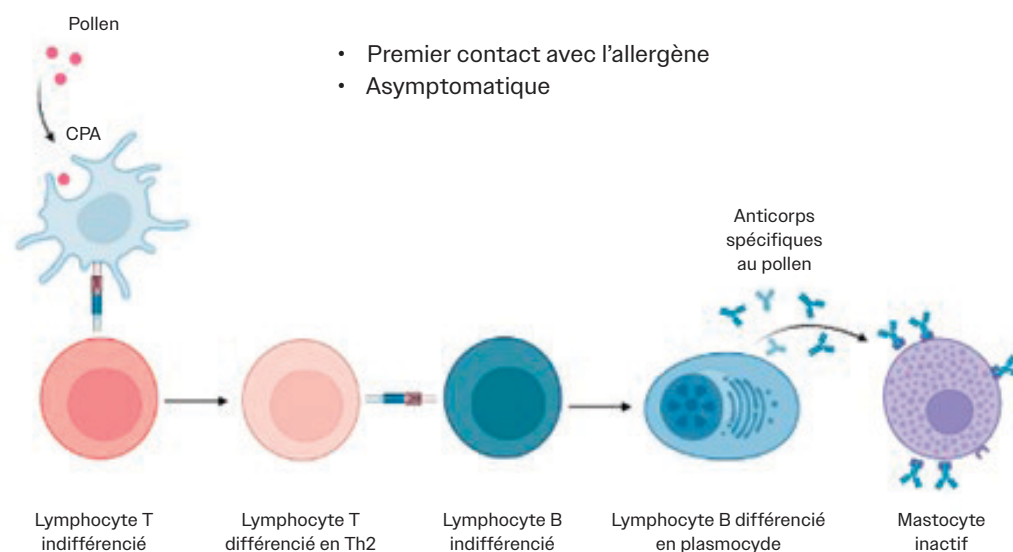 Pollen
• Premier contact avec l'allergène
• Asymptomatique
CPA
Anticorps
spécifiques
au pollen
Lymphocyte T
indifférencié
Lymphocyte T
différencié en Th2
Lymphocyte B
indifférencié
Lymphocyte B différencié
en plasmocyde
Mastocyte
inactif